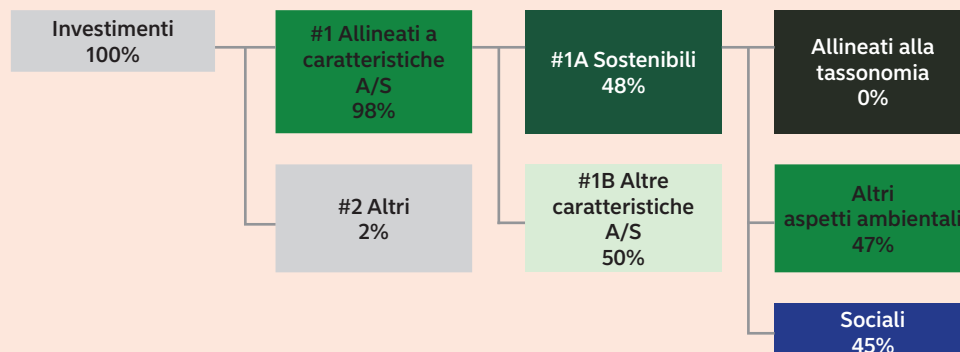 Investimenti
100%
#1 Allineati a
caratteristiche
A/S
98%
#1A Sostenibili
48%
Allineati alla
tassonomia
0%
#2 Altri
2%
#1B Altre
caratteristiche
A/S
50%
Altri
aspetti ambientali
47%
Sociali
45%